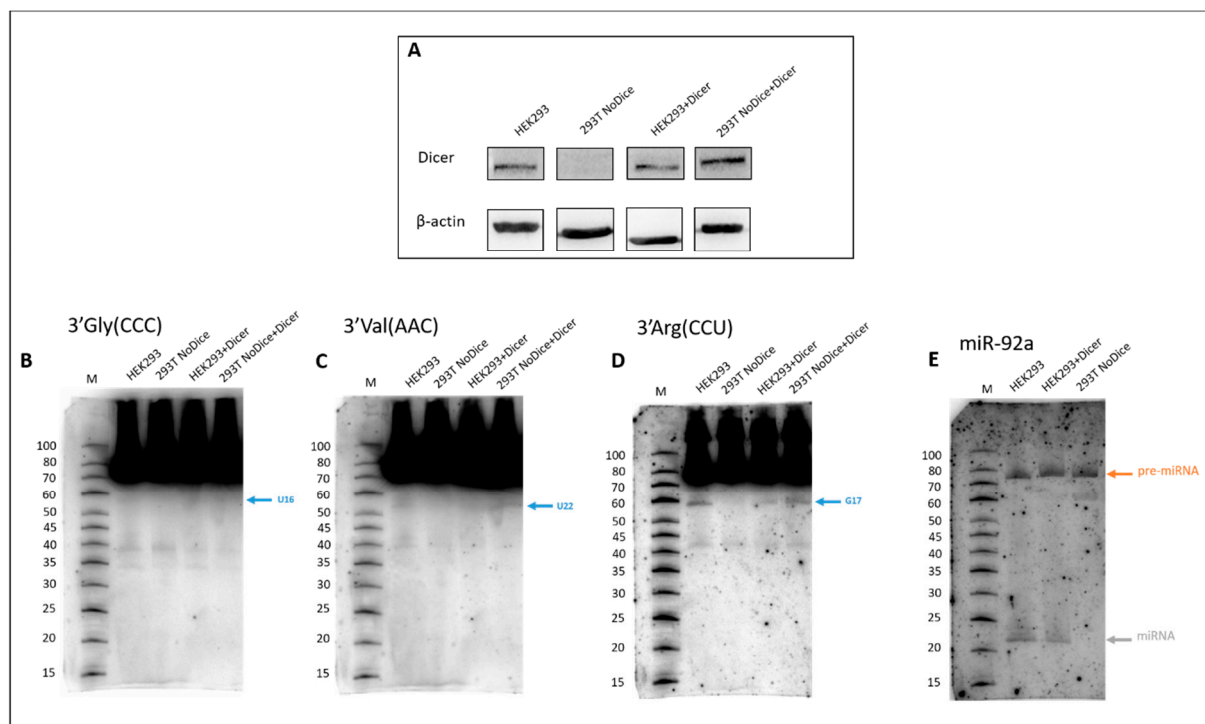 A
HEK293 293T NoDice HEK293+Dicer 293T NoDice+Dicer
Dicer
β-actin
3'Gly(CCC)
B
M HEK293 293T NoDice HEK293+Dicer 293T NoDice+Dicer
100
80
70
60
50
45
40
35
30
25
20
15
U16
3'Val(AAC)
C
M HEK293 293T NoDice HEK293+Dicer 293T NoDice+Dicer
100
80
70
60
50
45
40
35
30
25
20
15
U22
3'Arg(CCU)
D
M HEK293 293T NoDice HEK293+Dicer 293T NoDice+Dicer
100
80
70
60
50
45
40
35
30
25
20
15
G17
miR-92a
E
M HEK293 HEK293+Dicer 293T NoDice
100
80
70
60
50
45
40
35
30
25
20
15
pre-miRNA
miRNA